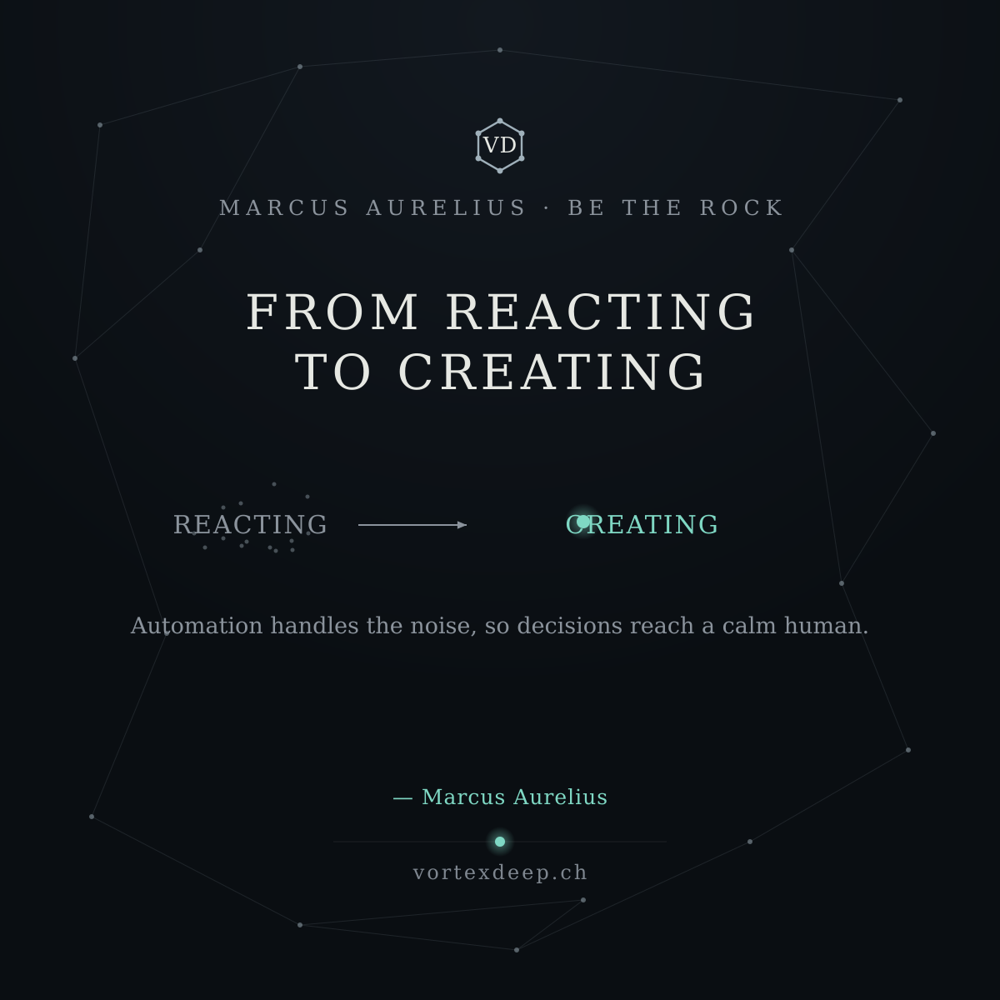 VD
MARCUS AURELIUS · BE THE ROCK
FROM REACTING
TO CREATING
REACTING
CREATING
Automation handles the noise, so decisions reach a calm human.
— Marcus Aurelius
vortexdeep.ch